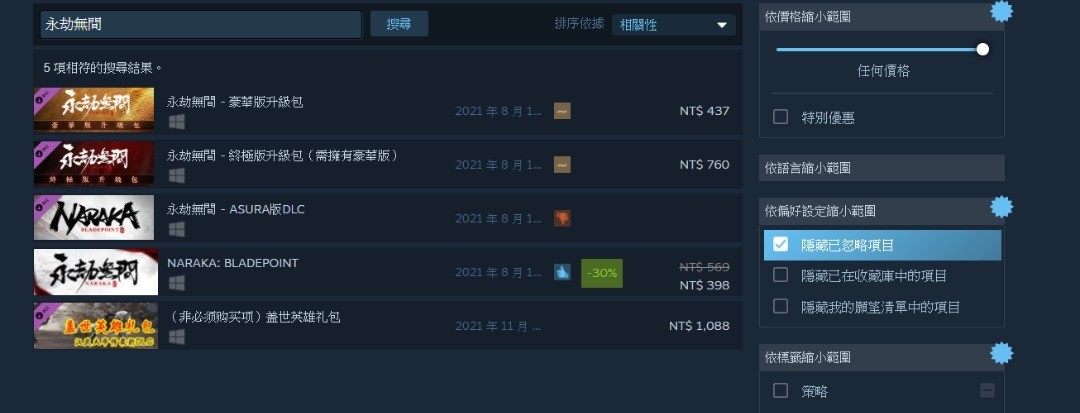 永劫無間
搜尋
排序依據
相關性
5 項相符的搜尋結果。
永劫無間
豪華版升級包
永劫無間 - 豪華版升級包
2021 年 8 月 1...
NT$ 437
永劫無間
終極版升級包
永劫無間 - 終極版升級包（需擁有豪華版）
2021 年 8 月 1...
NT$ 760
NARAKA
BLADEPOINT
永劫無間 - ASURA版DLC
2021 年 8 月 1...
永劫無間
NARAKA
NARAKA: BLADEPOINT
2021 年 8 月 1...
-30%
NT$ 569
NT$ 398
盖世英雄礼包
（非必须购买项）盖世英雄礼包
2021 年 11 月 ...
NT$ 1,088
依價格縮小範圍
任何價格
特別優惠
依語言縮小範圍
依偏好設定縮小範圍
隱藏已忽略項目
隱藏已在收藏庫中的項目
隱藏我的願望清單中的項目
依標籤縮小範圍
策略